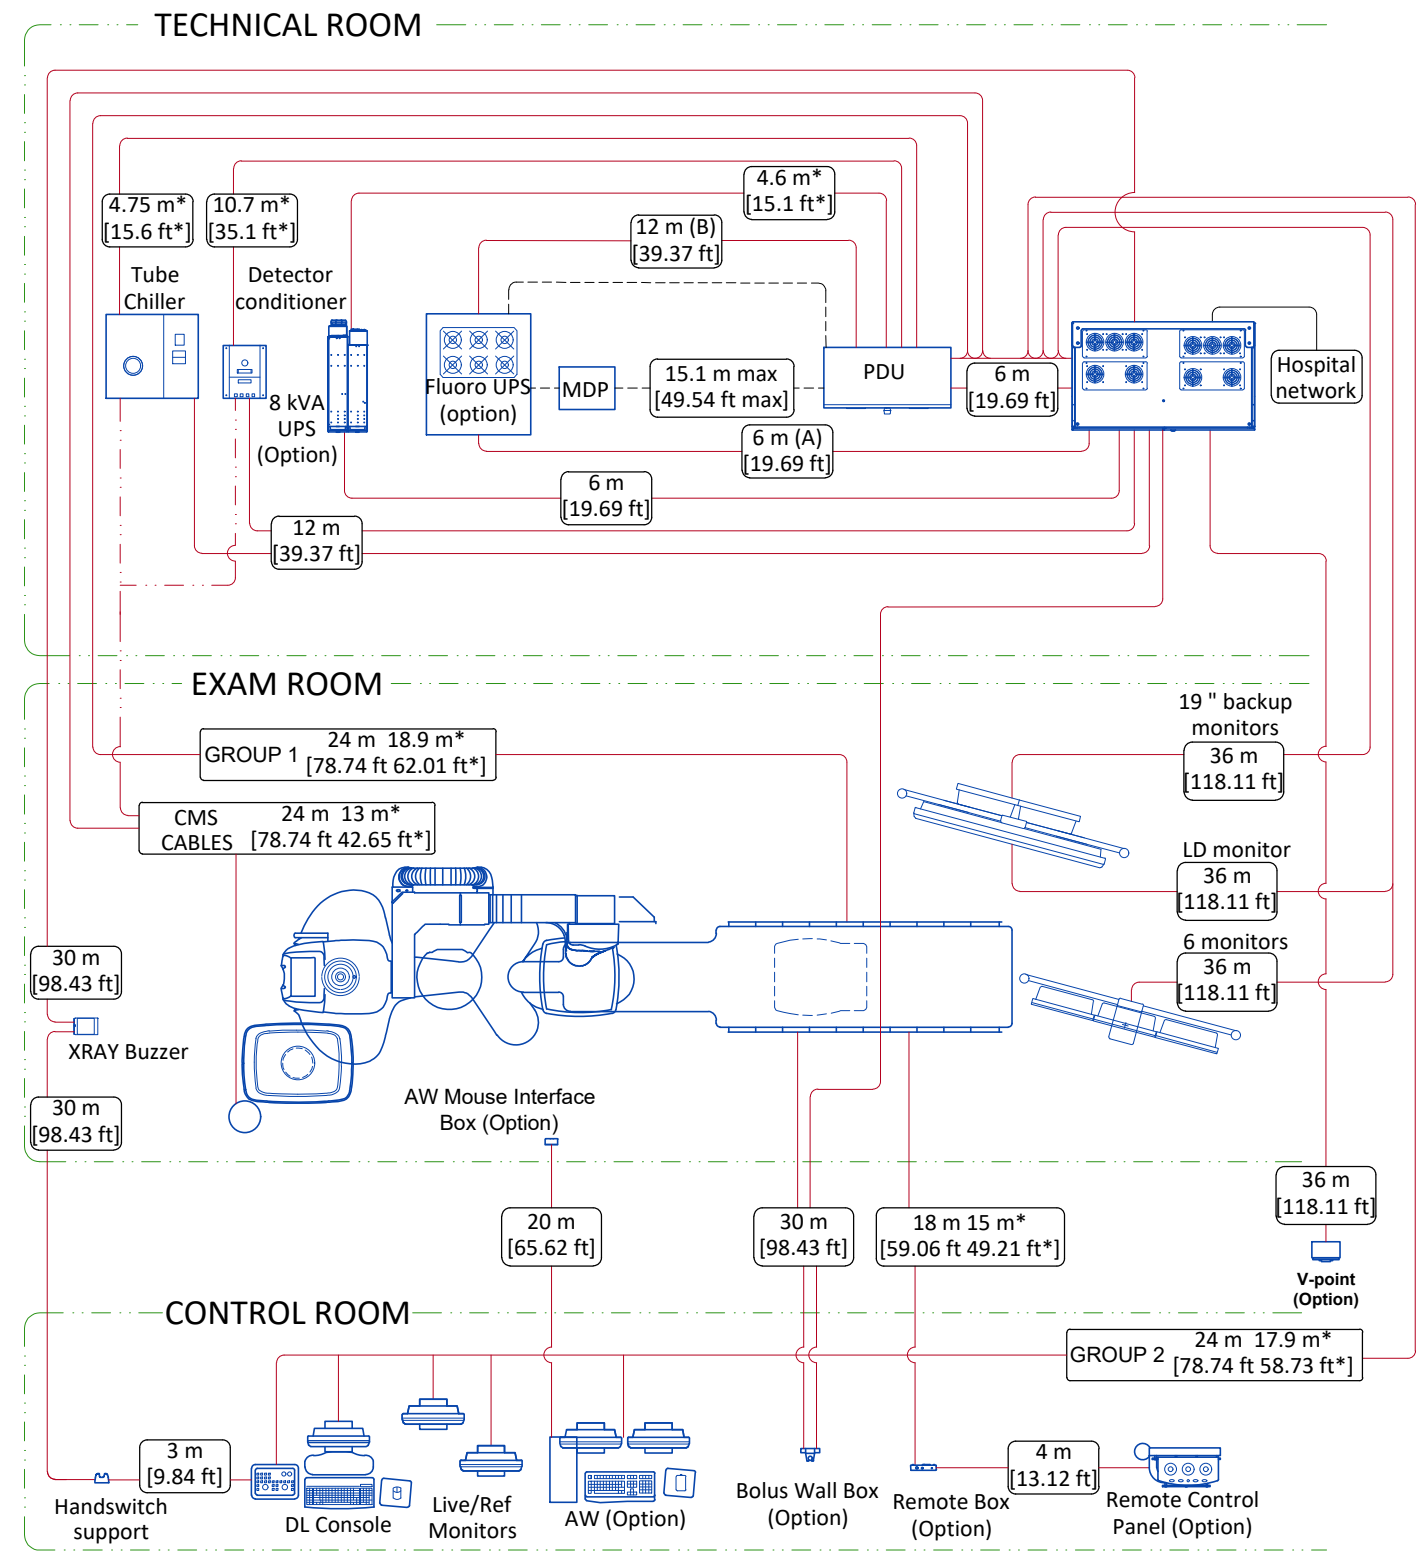 TECHNICAL ROOM
4.75 m*
[15.6 ft*]
10.7 m*
[35.1 ft*]
4.6 m*
[15.1 ft*]
12 m (B)
[39.37 ft]
Tube
Chiller
Detector
conditioner
8 kVA
UPS
(Option)
Fluoro UPS
(option)
MDP
15.1 m max
[49.54 ft max]
PDU
6 m
[19.69 ft]
Hospital
network
6 m (A)
[19.69 ft]
6 m
[19.69 ft]
12 m
[39.37 ft]
EXAM ROOM
19 " backup
monitors
36 m
[118.11 ft]
GROUP 1
24 m 18.9 m*
[78.74 ft 62.01 ft*]
CMS
CABLES
24 m 13 m*
[78.74 ft 42.65 ft*]
LD monitor
36 m
[118.11 ft]
6 monitors
36 m
[118.11 ft]
30 m
[98.43 ft]
XRAY Buzzer
30 m
[98.43 ft]
AW Mouse Interface
Box (Option)
20 m
[65.62 ft]
30 m
[98.43 ft]
18 m 15 m*
[59.06 ft 49.21 ft*]
36 m
[118.11 ft]
V-point
(Option)
CONTROL ROOM
GROUP 2
24 m 17.9 m*
[78.74 ft 58.73 ft*]
3 m
[9.84 ft]
4 m
[13.12 ft]
Handswitch
support
DL Console
Live/Ref
Monitors
AW (Option)
Bolus Wall Box
(Option)
Remote Box
(Option)
Remote Control
Panel (Option)